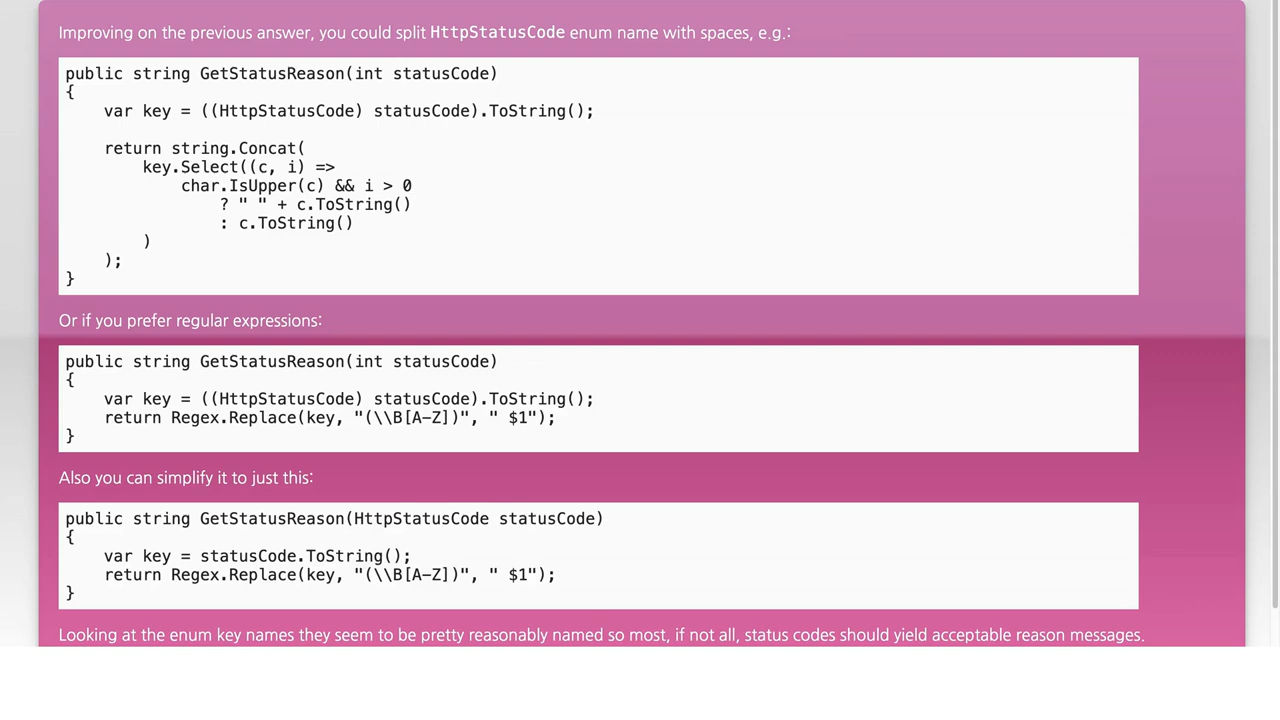 Improving on the previous answer, you could split HttpStatusCode enum name with spaces, e.g.:
public string GetStatusReason(int statusCode)
{
    var key = ((HttpStatusCode) statusCode).ToString();

    return string.Concat(
        key.Select((c, i) =>
            char.IsUpper(c) && i > 0
                ? " " + c.ToString()
                : c.ToString()
        )
    );
}
Or if you prefer regular expressions:
public string GetStatusReason(int statusCode)
{
    var key = ((HttpStatusCode) statusCode).ToString();
    return Regex.Replace(key, "(\\B[A-Z])", " $1");
}
Also you can simplify it to just this:
public string GetStatusReason(HttpStatusCode statusCode)
{
    var key = statusCode.ToString();
    return Regex.Replace(key, "(\\B[A-Z])", " $1");
}
Looking at the enum key names they seem to be pretty reasonably named so most, if not all, status codes should yield acceptable reason messages.